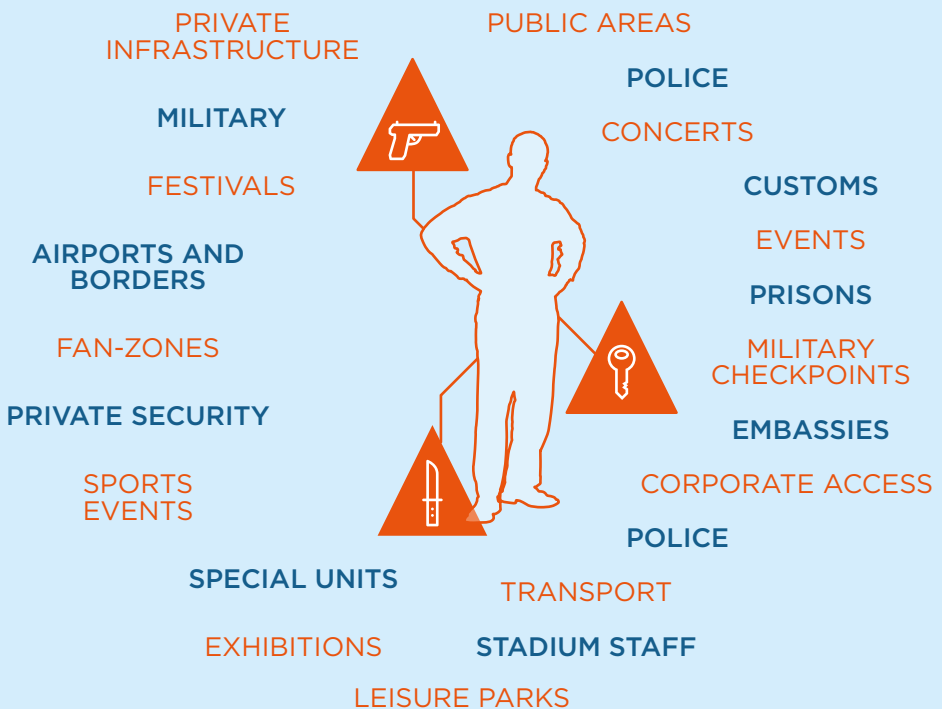 PRIVATE
INFRASTRUCTURE
PUBLIC AREAS
POLICE
MILITARY
CONCERTS
FESTIVALS
CUSTOMS
EVENTS
AIRPORTS AND
BORDERS
PRISONS
FAN-ZONES
MILITARY
CHECKPOINTS
PRIVATE SECURITY
EMBASSIES
SPORTS
EVENTS
CORPORATE ACCESS
POLICE
SPECIAL UNITS
TRANSPORT
EXHIBITIONS
STADIUM STAFF
LEISURE PARKS